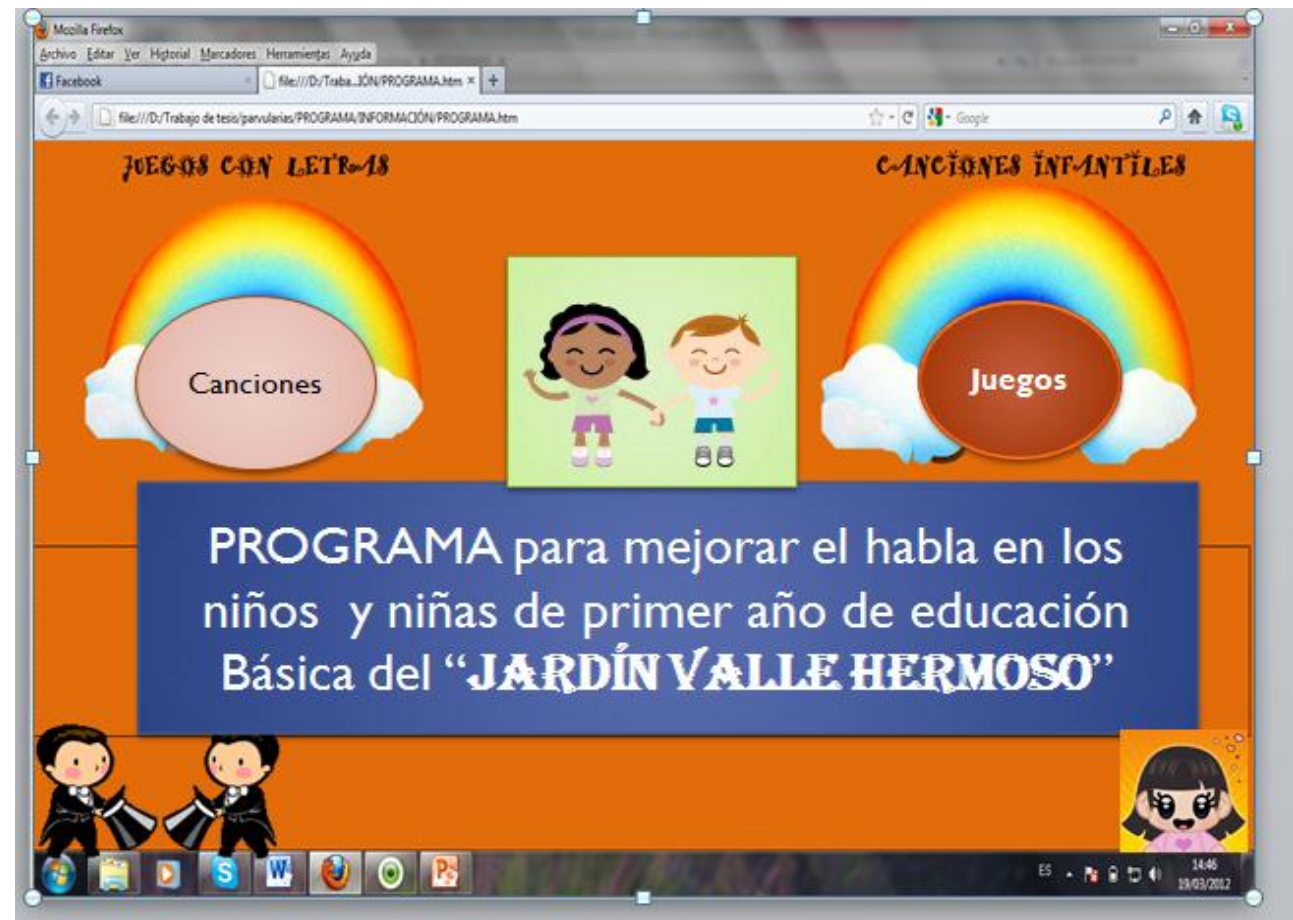 Mozilla Firefox
Archivo Editar Ver Historial Marcadores Herramientas Ayuda
Facebook
file:///D:/Traba...IÓN/PROGRAMA.htm
file:///D:/Trabajo de tesis/parvularias/PROGRAMA/INFORMACIÓN/PROGRAMA.htm
Google
JUEGOS CON LETRAS
CANCIONES INFANTILES
Canciones
Juegos
PROGRAMA para mejorar el habla en los
niños y niñas de primer año de educación
Básica del “JARDÍN VALLE HERMOSO”
ES
14:46
19/03/2012